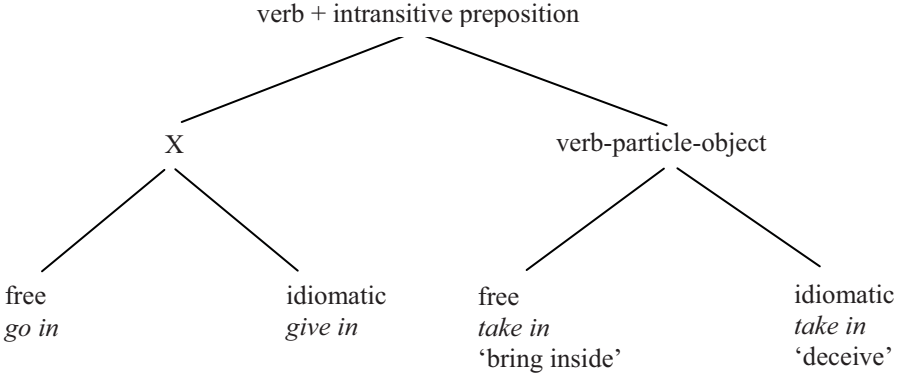 verb + intransitive preposition
X
verb-particle-object
free
go in
idiomatic
give in
free
take in
‘bring inside’
idiomatic
take in
‘deceive’